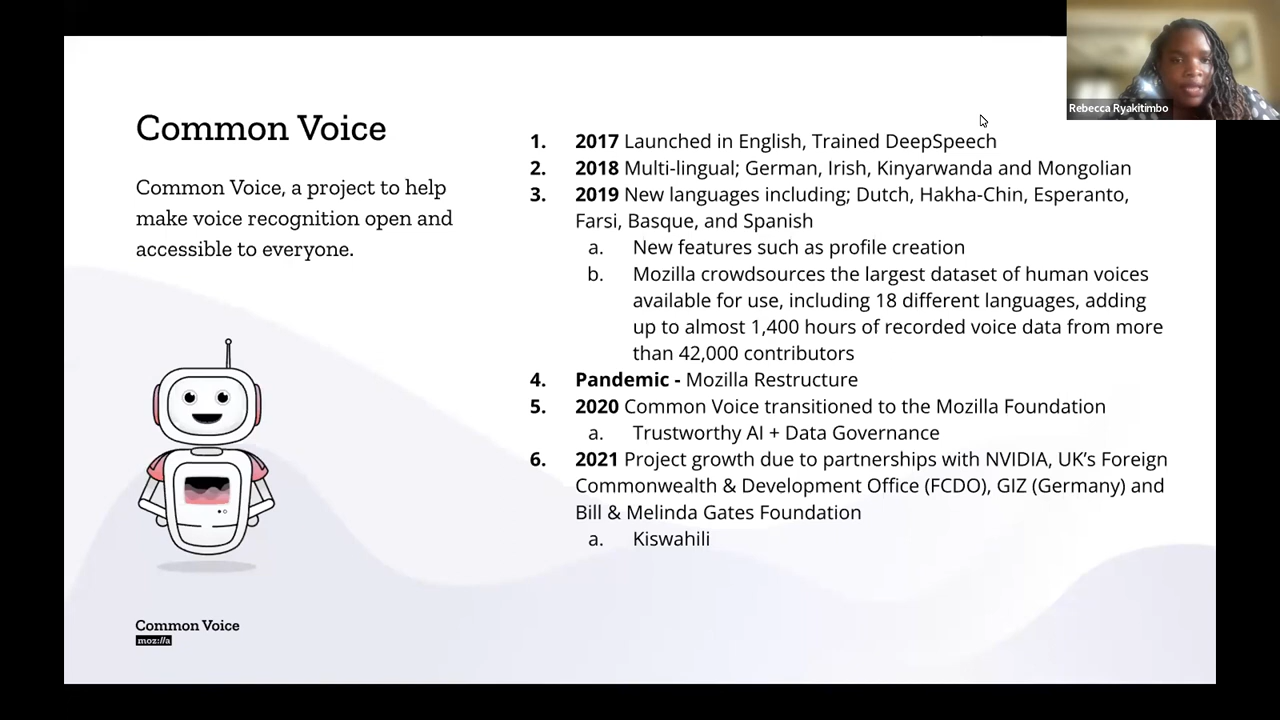 Rebecca Ryakitimbo
Common Voice
Common Voice, a project to help
make voice recognition open and
accessible to everyone.
1. 2017 Launched in English, Trained DeepSpeech
2. 2018 Multi-lingual; German, Irish, Kinyarwanda and Mongolian
3. 2019 New languages including; Dutch, Hakha-Chin, Esperanto,
Farsi, Basque, and Spanish
a. New features such as profile creation
b. Mozilla crowdsources the largest dataset of human voices
available for use, including 18 different languages, adding
up to almost 1,400 hours of recorded voice data from more
than 42,000 contributors
4. Pandemic - Mozilla Restructure
5. 2020 Common Voice transitioned to the Mozilla Foundation
a. Trustworthy AI + Data Governance
6. 2021 Project growth due to partnerships with NVIDIA, UK’s Foreign
Commonwealth & Development Office (FCDO), GIZ (Germany) and
Bill & Melinda Gates Foundation
a. Kiswahili
Common Voice
moz://a